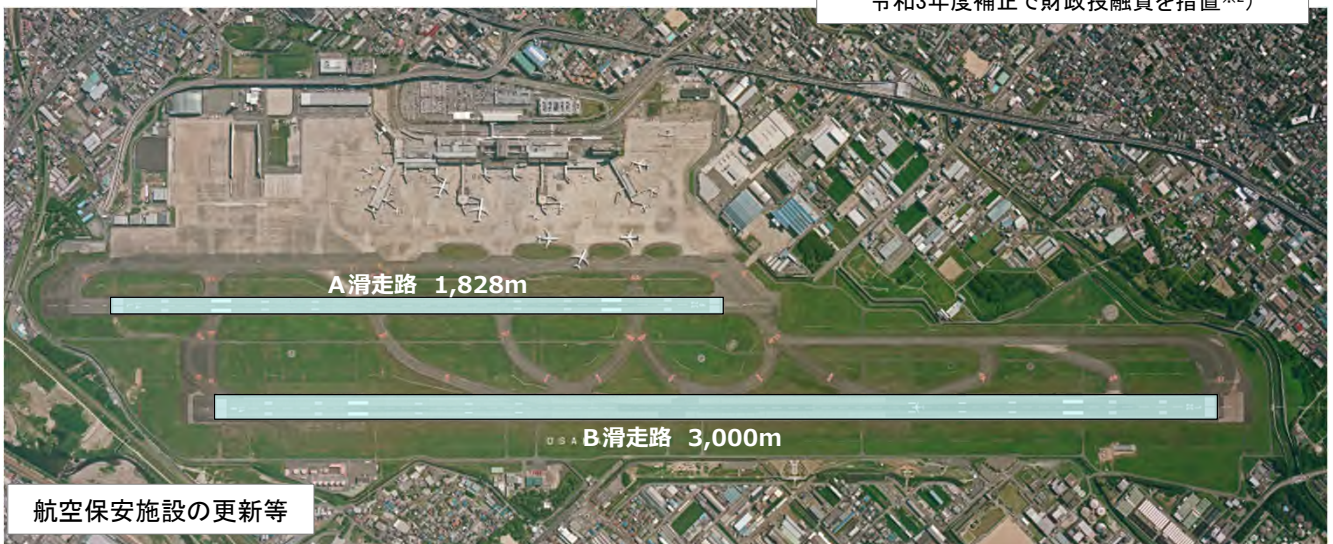 令和3年度補正で財政投融資を措置※2)
A滑走路 1,828m
OSA
B滑走路 3,000m
航空保安施設の更新等